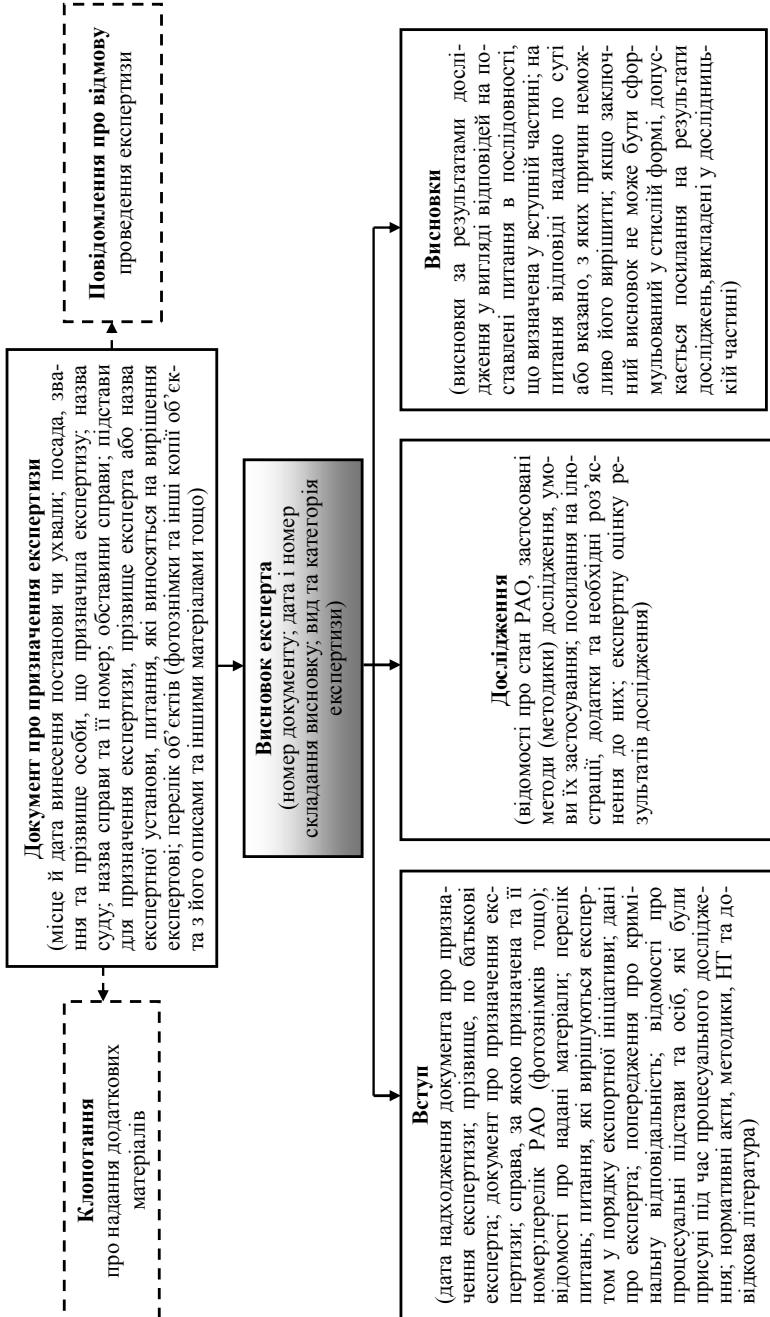 Клопотання
про надання додаткових
матеріалів
Документ про призначення експертизи
(місце й дата винесення постанови чи ухвали; посада, зва-
ння та прізвище особи, що призначила експертизу; назва
суду; назва справи та її номер; обставини справи; підстави
для призначення експертизи, прізвище експерта або назва
експертної установи, питання, які виносяться на вирішення
експертові; перелік об’єктів (фотознімки та інші копії об’єк-
та з його описами та іншими матеріалами тощо)
Повідомлення про відмову
проведення експертизи
Висновок експерта
(номер документу; дата і номер
складання висновку; вид та категорія
експертизи)
Вступ
(дата надходження документа про призна-
чення експертизи; прізвище, по батькові
експерта; документ про призначення екс-
пертизи; справа, за якою призначена та її
номер;перелік РАО (фотознімків тощо);
відомості про надані матеріали; перелік
питань; питання, які вирішуються експер-
том у порядку експортної ініціативи; дані
про експерта; попередження про кримі-
нальну відповідальність; відомості про
процесуальні підстави та осіб, які були
присуні під час процесуального дослідже-
ння; нормативні акти, методики, НТ та до-
відкова література)
Дослідження
(відомості про стан РАО, застосовані
методи (методики) дослідження, умо-
ви їх застосування; посилання на ілю-
страції, додатки та необхідні роз’яс-
нення до них; експертну оцінку ре-
зультатів дослідження)
Висновки
(висновки за результатами дослі-
дження у вигляді відповідей на по-
ставлені питання в послідовності,
що визначена у вступній частині; на
питання відповіді надано по суті
або вказано, з яких причин немож-
ливо його вирішити; якщо заключ-
ний висновок не може бути сфор-
мульований у стислій формі, допус-
кається посилання на результати
досліджень,викладені у дослідниць-
кій частині)